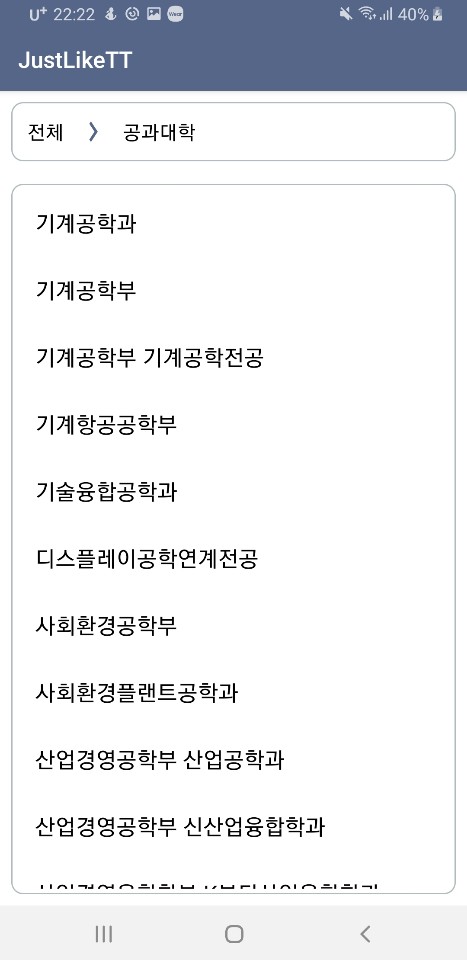 U+ 22:22 40%
JustLikeTT
전체 > 공과대학
기계공학과
기계공학부
기계공학부 기계공학전공
기계항공공학부
기술융합공학과
디스플레이공학연계전공
사회환경공학부
사회환경플랜트공학과
산업경영공학부 산업공학과
산업경영공학부 신산업융합학과